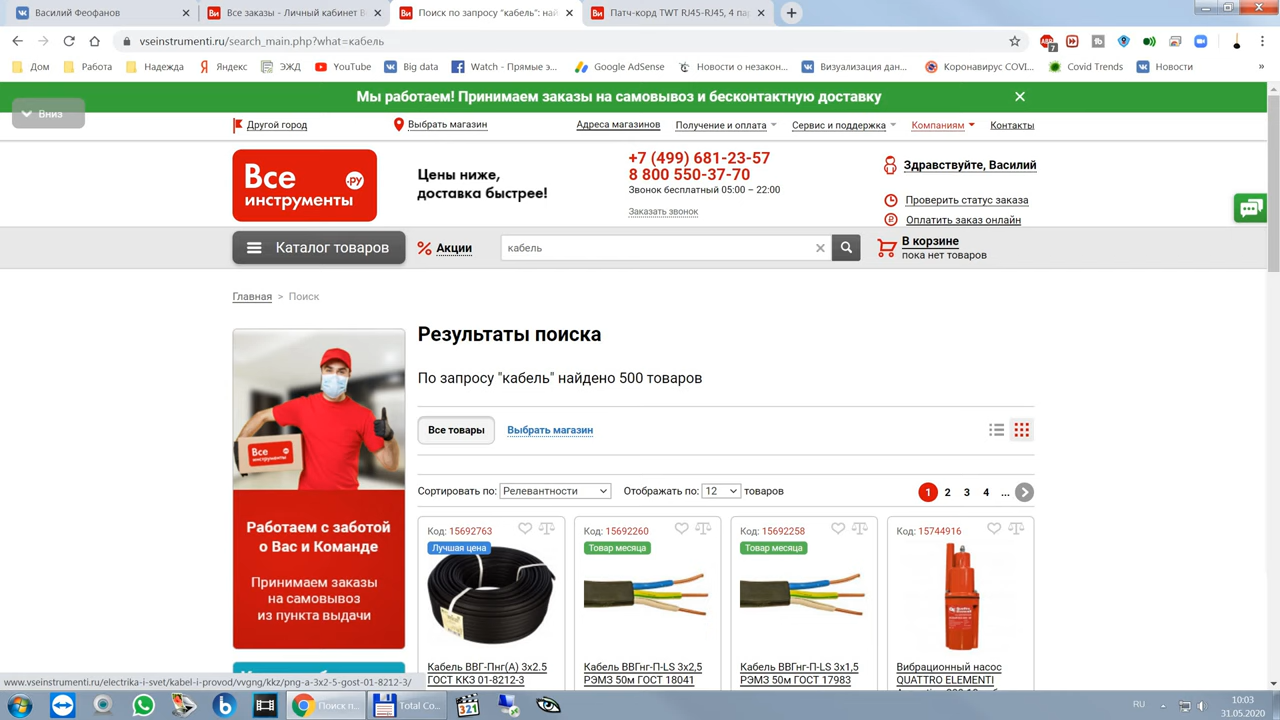 Василий Феофанов
Все заказы - Личный кабинет В
Поиск по запросу "кабель": най
Патч-корд TWT RJ45-RJ45, 4 пар
vseinstrumenti.ru/search_main.php?what=кабель
7
Дом
Работа
Надежда
Яндекс
ЭЖД
YouTube
Big data
Watch - Прямые э...
Google AdSense
Новости о незакон...
Визуализация дан...
Коронавирус COVI...
Covid Trends
Новости
»
Мы работаем! Принимаем заказы на самовывоз и бесконтактную доставку
Вниз
Другой город
Выбрать магазин
Адреса магазинов
Получение и оплата
Сервис и поддержка
Компаниям
Контакты
Все
инструменты
.РУ
Цены ниже,
доставка быстрее!
+7 (499) 681-23-57
8 800 550-37-70
Звонок бесплатный 05:00 – 22:00
Заказать звонок
Здравствуйте, Василий
Проверить статус заказа
Оплатить заказ онлайн
Каталог товаров
% Акции
кабель
В корзине
пока нет товаров
Главная > Поиск
Результаты поиска
По запросу "кабель" найдено 500 товаров
Все товары
Выбрать магазин
Сортировать по: Релевантности
Отображать по: 12 товаров
1 2 3 4 ...
Все
инструменты
Работаем с заботой
о Вас и Команде
Принимаем заказы
на самовывоз
из пункта выдачи
Код: 15692763
Лучшая цена
Кабель ВВГ-Пнг(А) 3х2.5
ГОСТ ККЗ 01-8212-3
Код: 15692260
Товар месяца
Кабель ВВГнг-П-LS 3х2,5
РЭМЗ 50м ГОСТ 18041
Код: 15692258
Товар месяца
Кабель ВВГнг-П-LS 3х1,5
РЭМЗ 50м ГОСТ 17983
Код: 15744916
Вибрационный насос
QUATTRO ELEMENTI
www.vseinstrumenti.ru/electrika-i-svet/kabel-i-provod/vvgng/kkz/png-a-3x2-5-gost-01-8212-3/
Поиск п...
Total Co...
321
RU
10:03
31.05.2020